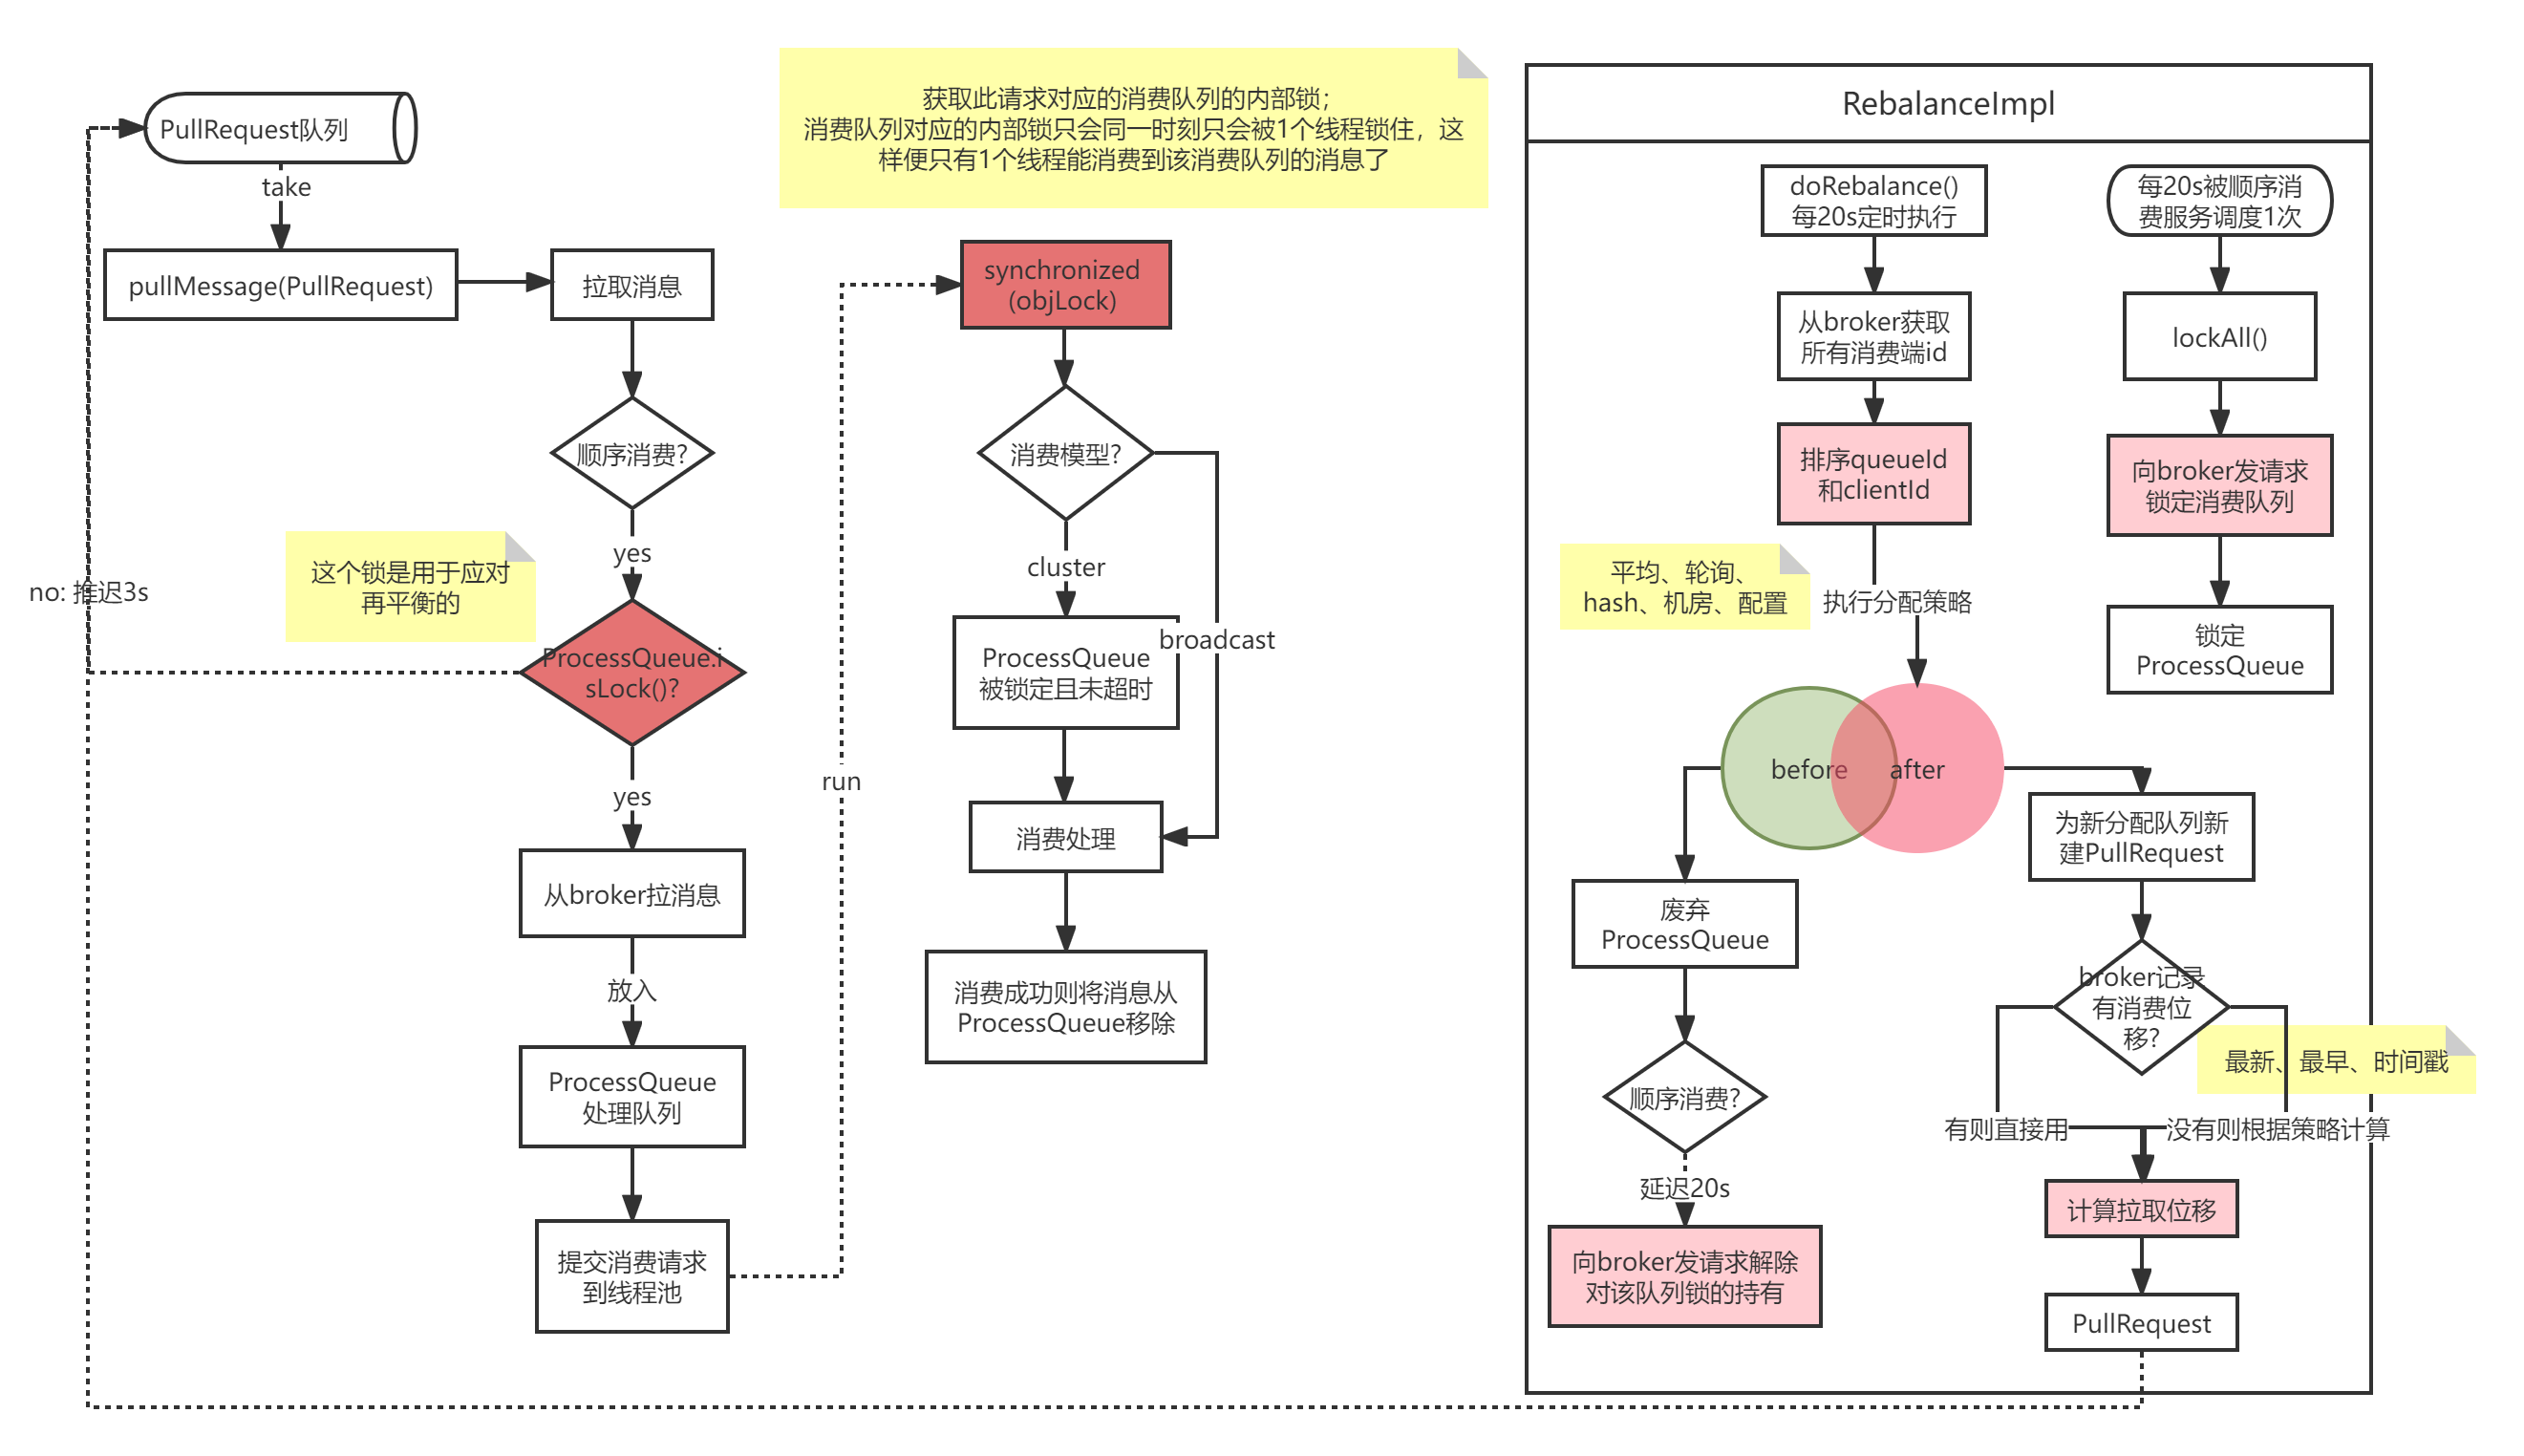 PullRequest队列
take
pullMessage(PullRequest)
拉取消息
顺序消费?
yes
这个锁是用于应对
再平衡的
no: 推迟3s
ProcessQueue.i
sLock()?
yes
从broker拉消息
放入
ProcessQueue
处理队列
提交消费请求
到线程池
run
获取此请求对应的消费队列的内部锁；
消费队列对应的内部锁只会同一时刻只会被1个线程锁住，这
样便只有1个线程能消费到该消费队列的消息了
synchronized
(objLock)
消费模型?
cluster
broadcast
ProcessQueue
被锁定且未超时
消费处理
消费成功则将消息从
ProcessQueue移除
RebalanceImpl
doRebalance()
每20s定时执行
从broker获取
所有消费端id
排序queueId
和clientId
平均、轮询、
hash、机房、配置
执行分配策略
before
after
废弃
ProcessQueue
顺序消费?
延迟20s
向broker发请求解除
对该队列锁的持有
每20s被顺序消
费服务调度1次
lockAll()
向broker发请求
锁定消费队列
锁定
ProcessQueue
为新分配队列新
建PullRequest
broker记录
有消费位
移?
最新、最早、时间戳
有则直接用
没有则根据策略计算
计算拉取位移
PullRequest